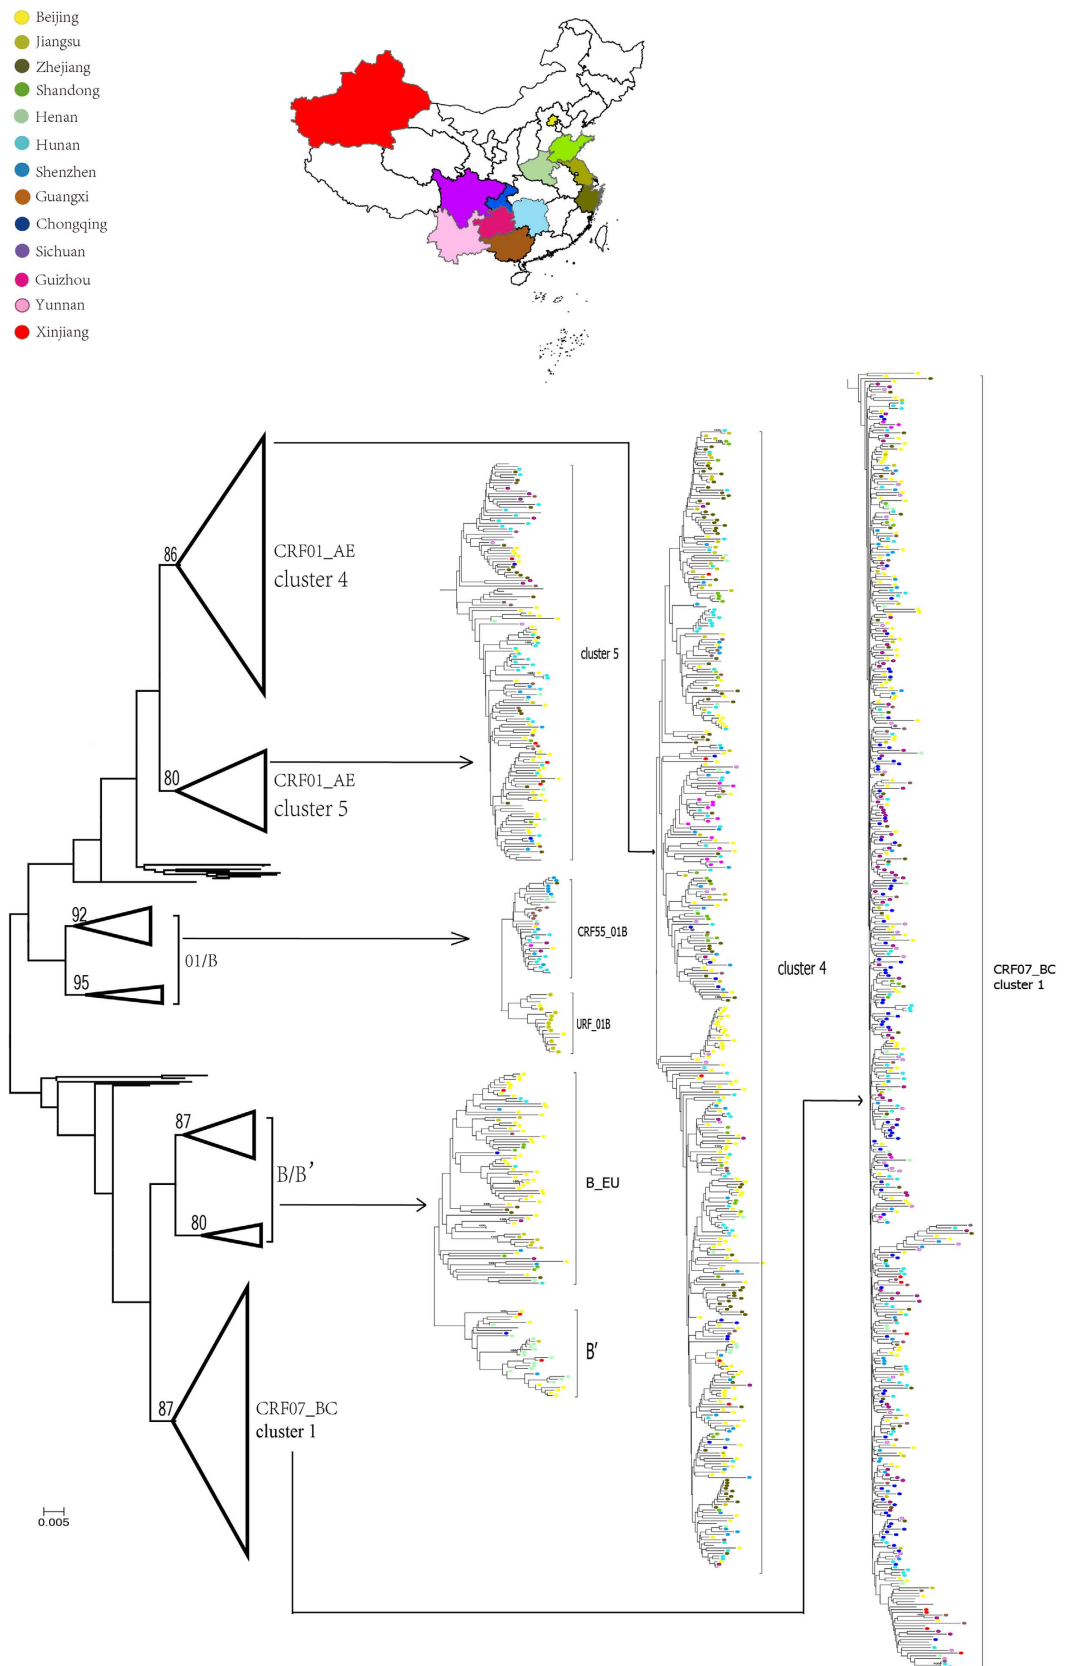 Beijing
Jiangsu
Zhejiang
Shandong
Henan
Hunan
Shenzhen
Guangxi
Chongqing
Sichuan
Guizhou
Yunnan
Xinjiang
86
CRF01_AE
cluster 4
cluster 5
80
CRF01_AE
cluster 5
92
01/B
95
CRF55_01B
cluster 4
CRF07_BC
cluster 1
URF_01B
87
B/B'
80
B_EU
B'
87
CRF07_BC
cluster 1
0.005